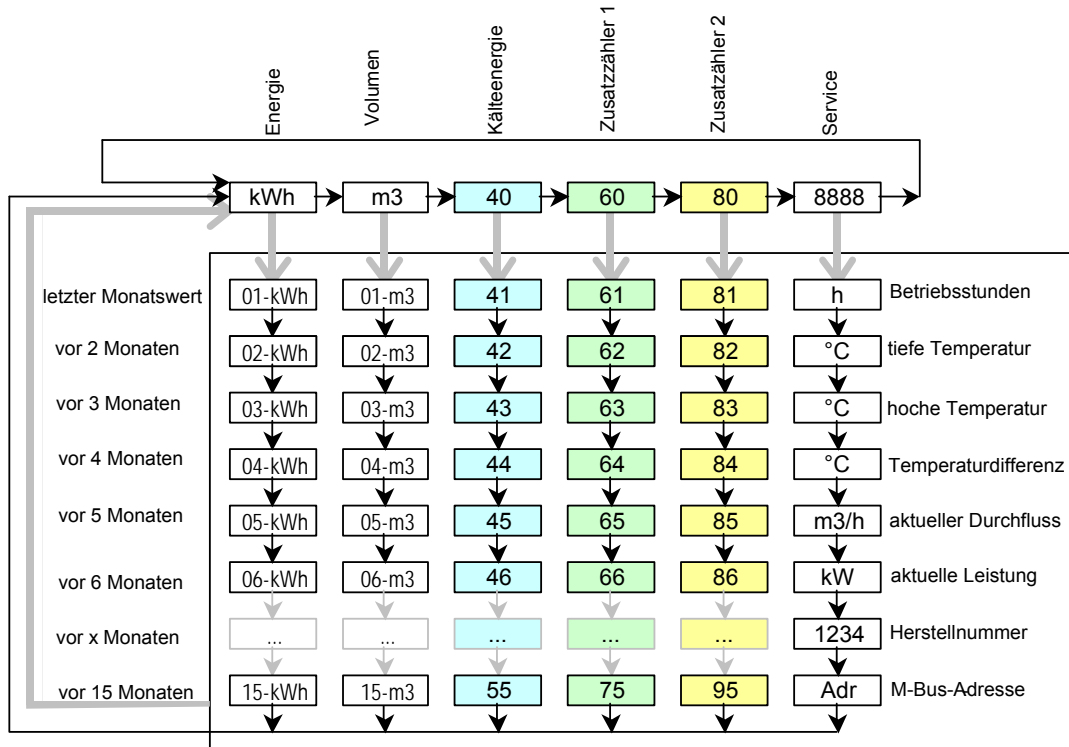 Energie
Volumen
Kälteenergie
Zusatzzähler 1
Zusatzähler 2
Service
kWh m3 40 60 80 8888
letzter Monatswert 01-kWh 01-m3 41 61 81 h Betriebsstunden
vor 2 Monaten 02-kWh 02-m3 42 62 82 °C tiefe Temperatur
vor 3 Monaten 03-kWh 03-m3 43 63 83 °C hoche Temperatur
vor 4 Monaten 04-kWh 04-m3 44 64 84 °C Temperaturdifferenz
vor 5 Monaten 05-kWh 05-m3 45 65 85 m3/h aktueller Durchfluss
vor 6 Monaten 06-kWh 06-m3 46 66 86 kW aktuelle Leistung
vor x Monaten ... ... ... ... ... 1234 Herstellnummer
vor 15 Monaten 15-kWh 15-m3 55 75 95 Adr M-Bus-Adresse